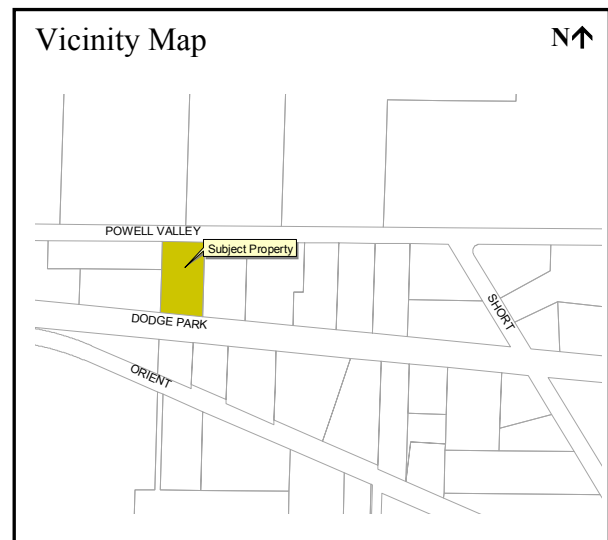 Vicinity Map
N↑
POWELL VALLEY
Subject Property
DODGE PARK
SHORT
ORIENT